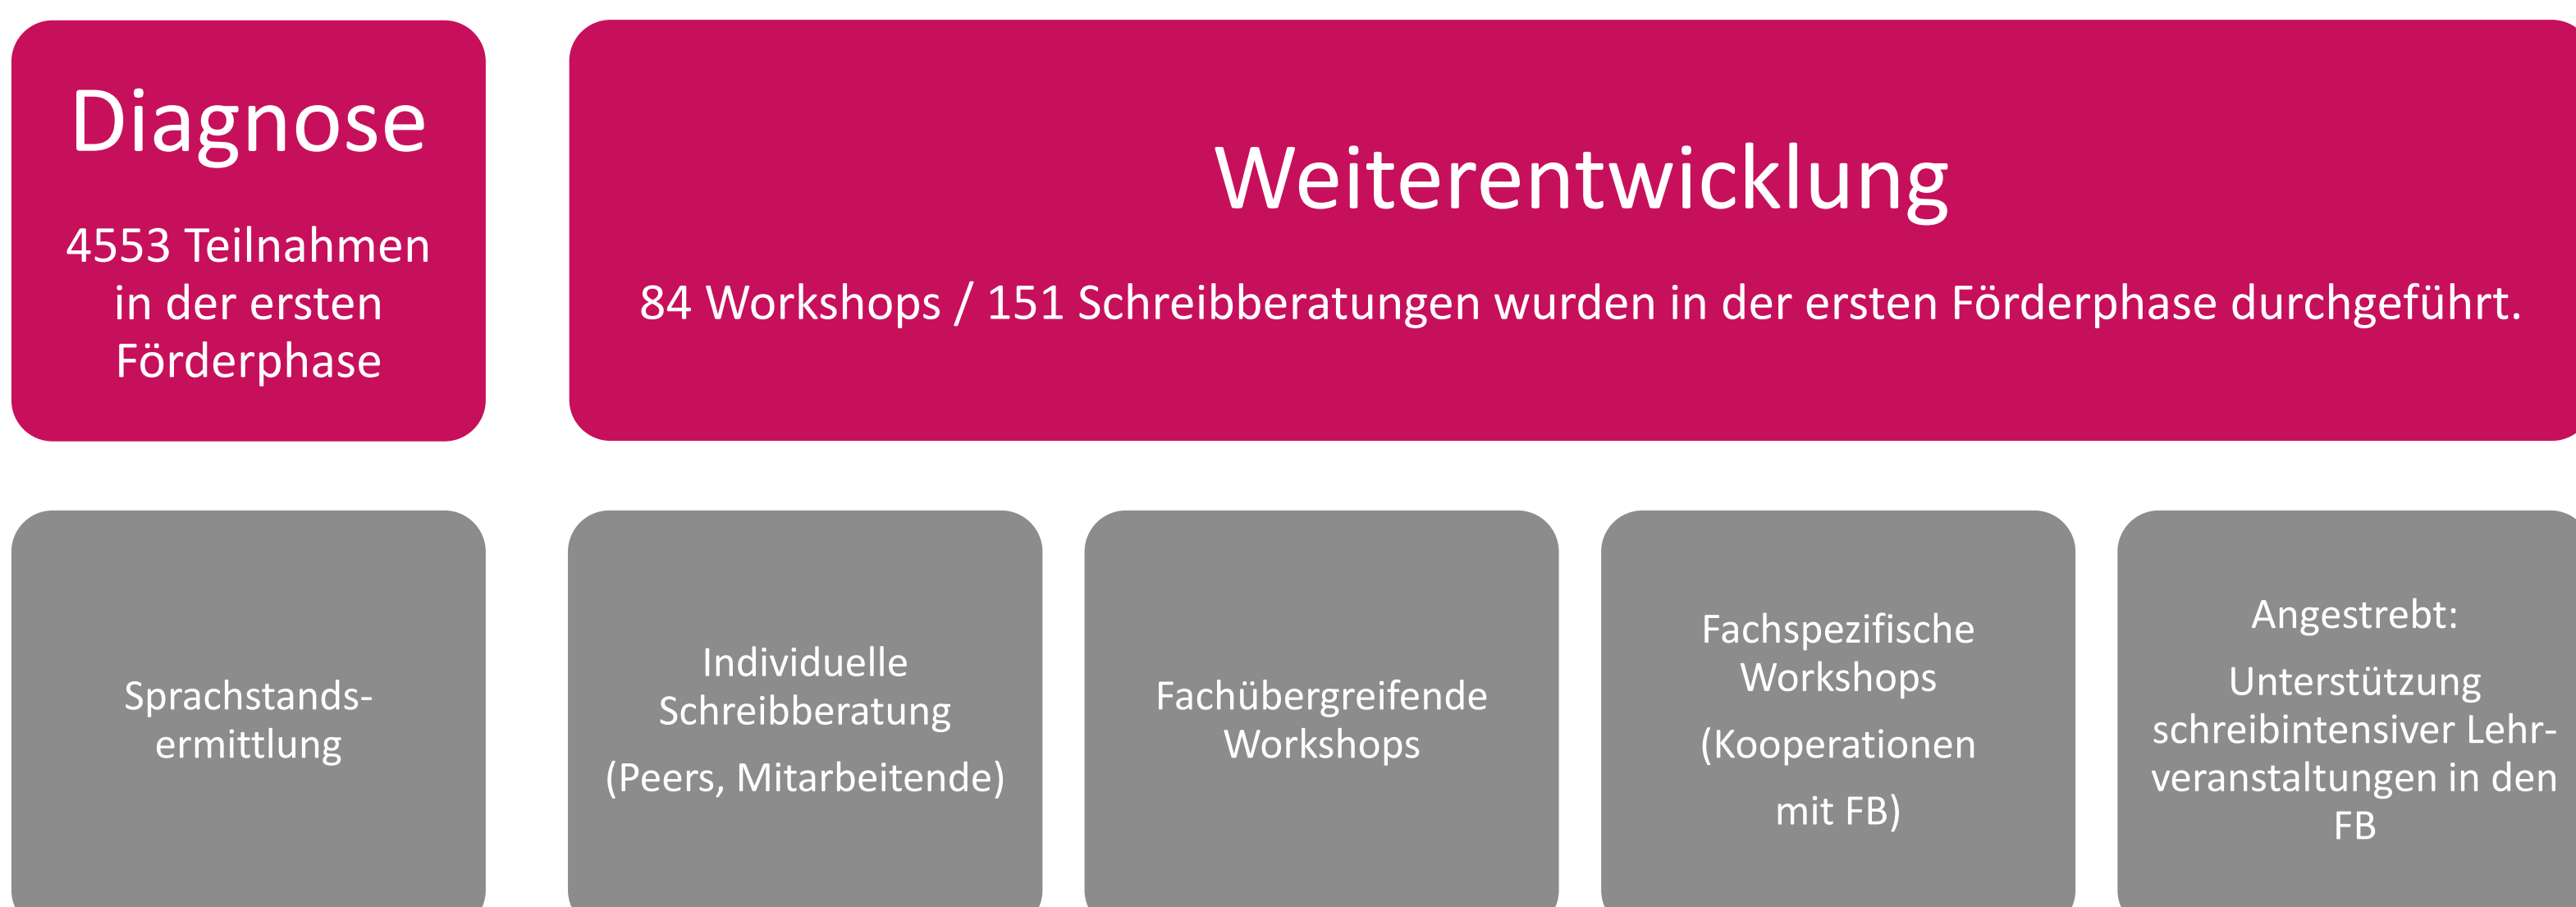 Diagnose
4553 Teilnahmen
in der ersten
Förderphase
Weiterentwicklung
84 Workshops / 151 Schreibberatungen wurden in der ersten Förderphase durchgeführt.
Sprachstands-
ermittlung
Individuelle
Schreibberatung
(Peers, Mitarbeitende)
Fachübergreifende
Workshops
Fachspezifische
Workshops
(Kooperationen
mit FB)
Angestrebt:
Unterstützung
schreibintensiver Lehr-
veranstaltungen in den
FB